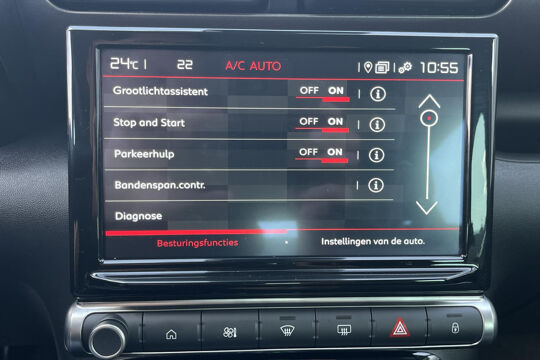 24°C 22 A/C AUTO 10:55
Grootlichtassistent OFF ON i
Stop and Start OFF ON i
Parkeerhulp OFF ON i
Bandenspan.contr. i
Diagnose
Besturingsfuncties Instellingen van de auto.